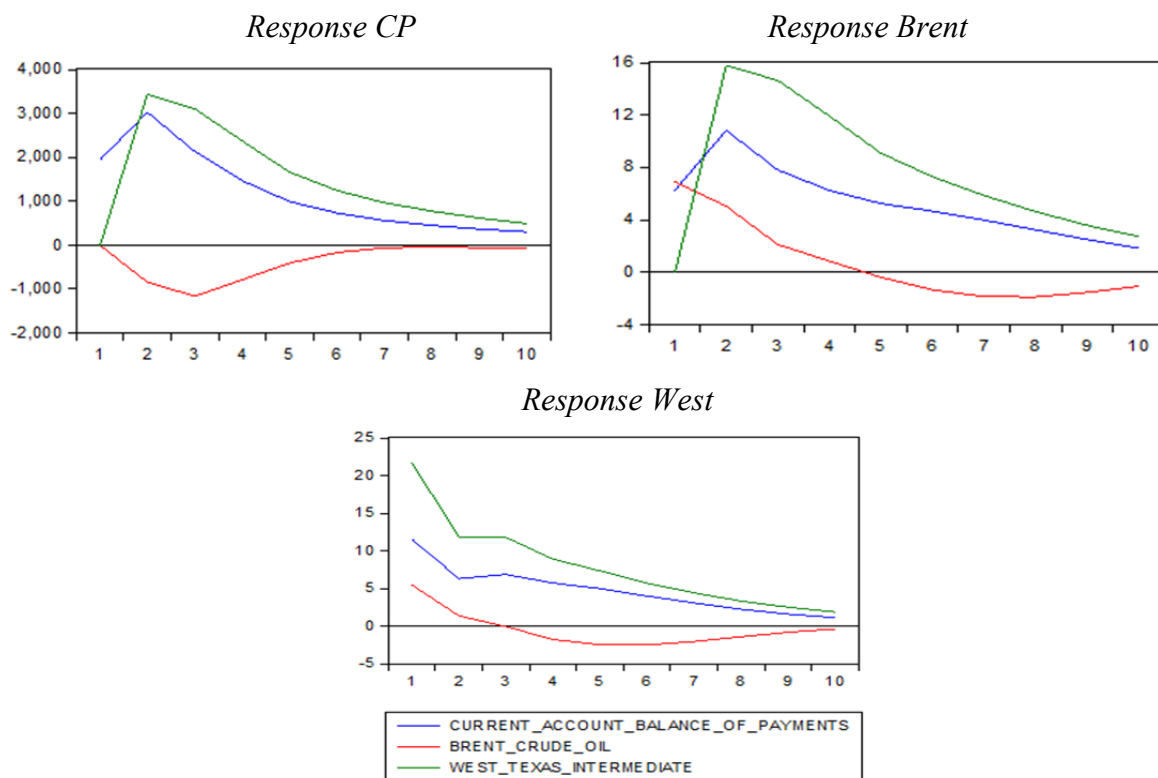 Response CP
4,000
3,000
2,000
1,000
0
-1,000
-2,000
1 2 3 4 5 6 7 8 9 10
Response Brent
16
12
8
4
0
-4
1 2 3 4 5 6 7 8 9 10
Response West
25
20
15
10
5
0
-5
1 2 3 4 5 6 7 8 9 10
CURRENT_ACCOUNT_BALANCE_OF_PAYMENTS
BRENT_CRUDE_OIL
WEST_TEXAS_INTERMEDIATE